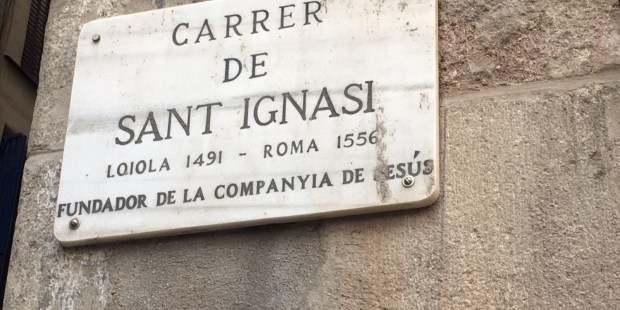 CARRER
DE
SANT IGNASI
LOIOLA 1491 - ROMA 1556
FUNDADOR DE LA COMPANYIA DE JESÚS